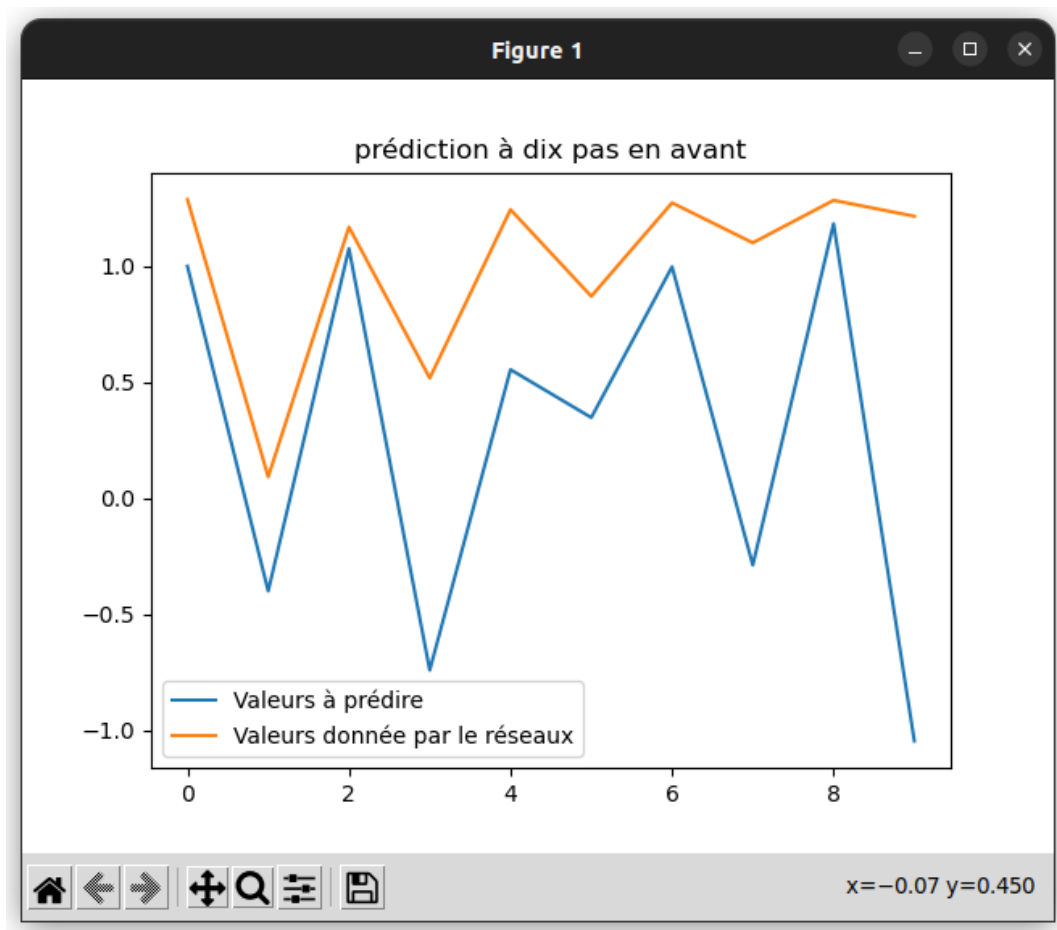 Figure 1
prédiction à dix pas en avant
1.0
0.5
0.0
−0.5
−1.0
Valeurs à prédire
Valeurs donnée par le réseaux
0 2 4 6 8
x=−0.07 y=0.450